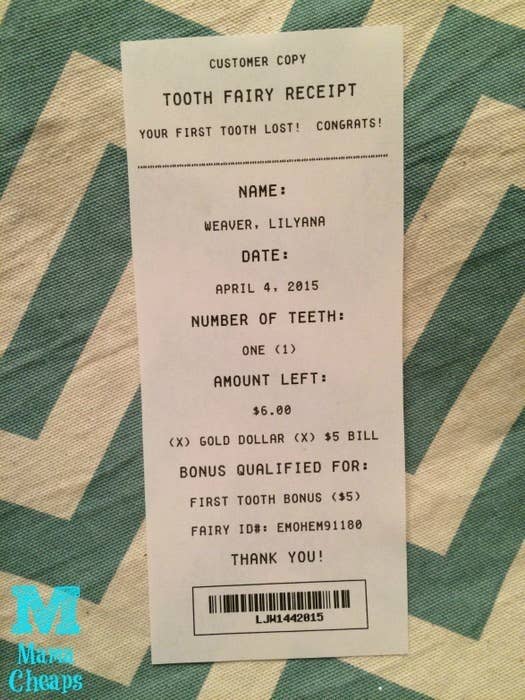 CUSTOMER COPY
TOOTH FAIRY RECEIPT
YOUR FIRST TOOTH LOST! CONGRATS!
NAME:
WEAVER, LILYANA
DATE:
APRIL 4, 2015
NUMBER OF TEETH:
ONE (1)
AMOUNT LEFT:
$6.00
(X) GOLD DOLLAR (X) $5 BILL
BONUS QUALIFIED FOR:
FIRST TOOTH BONUS ($5)
FAIRY ID#: EMOHEM91180
THANK YOU!
LJW1442015
M
Mama
Cheaps